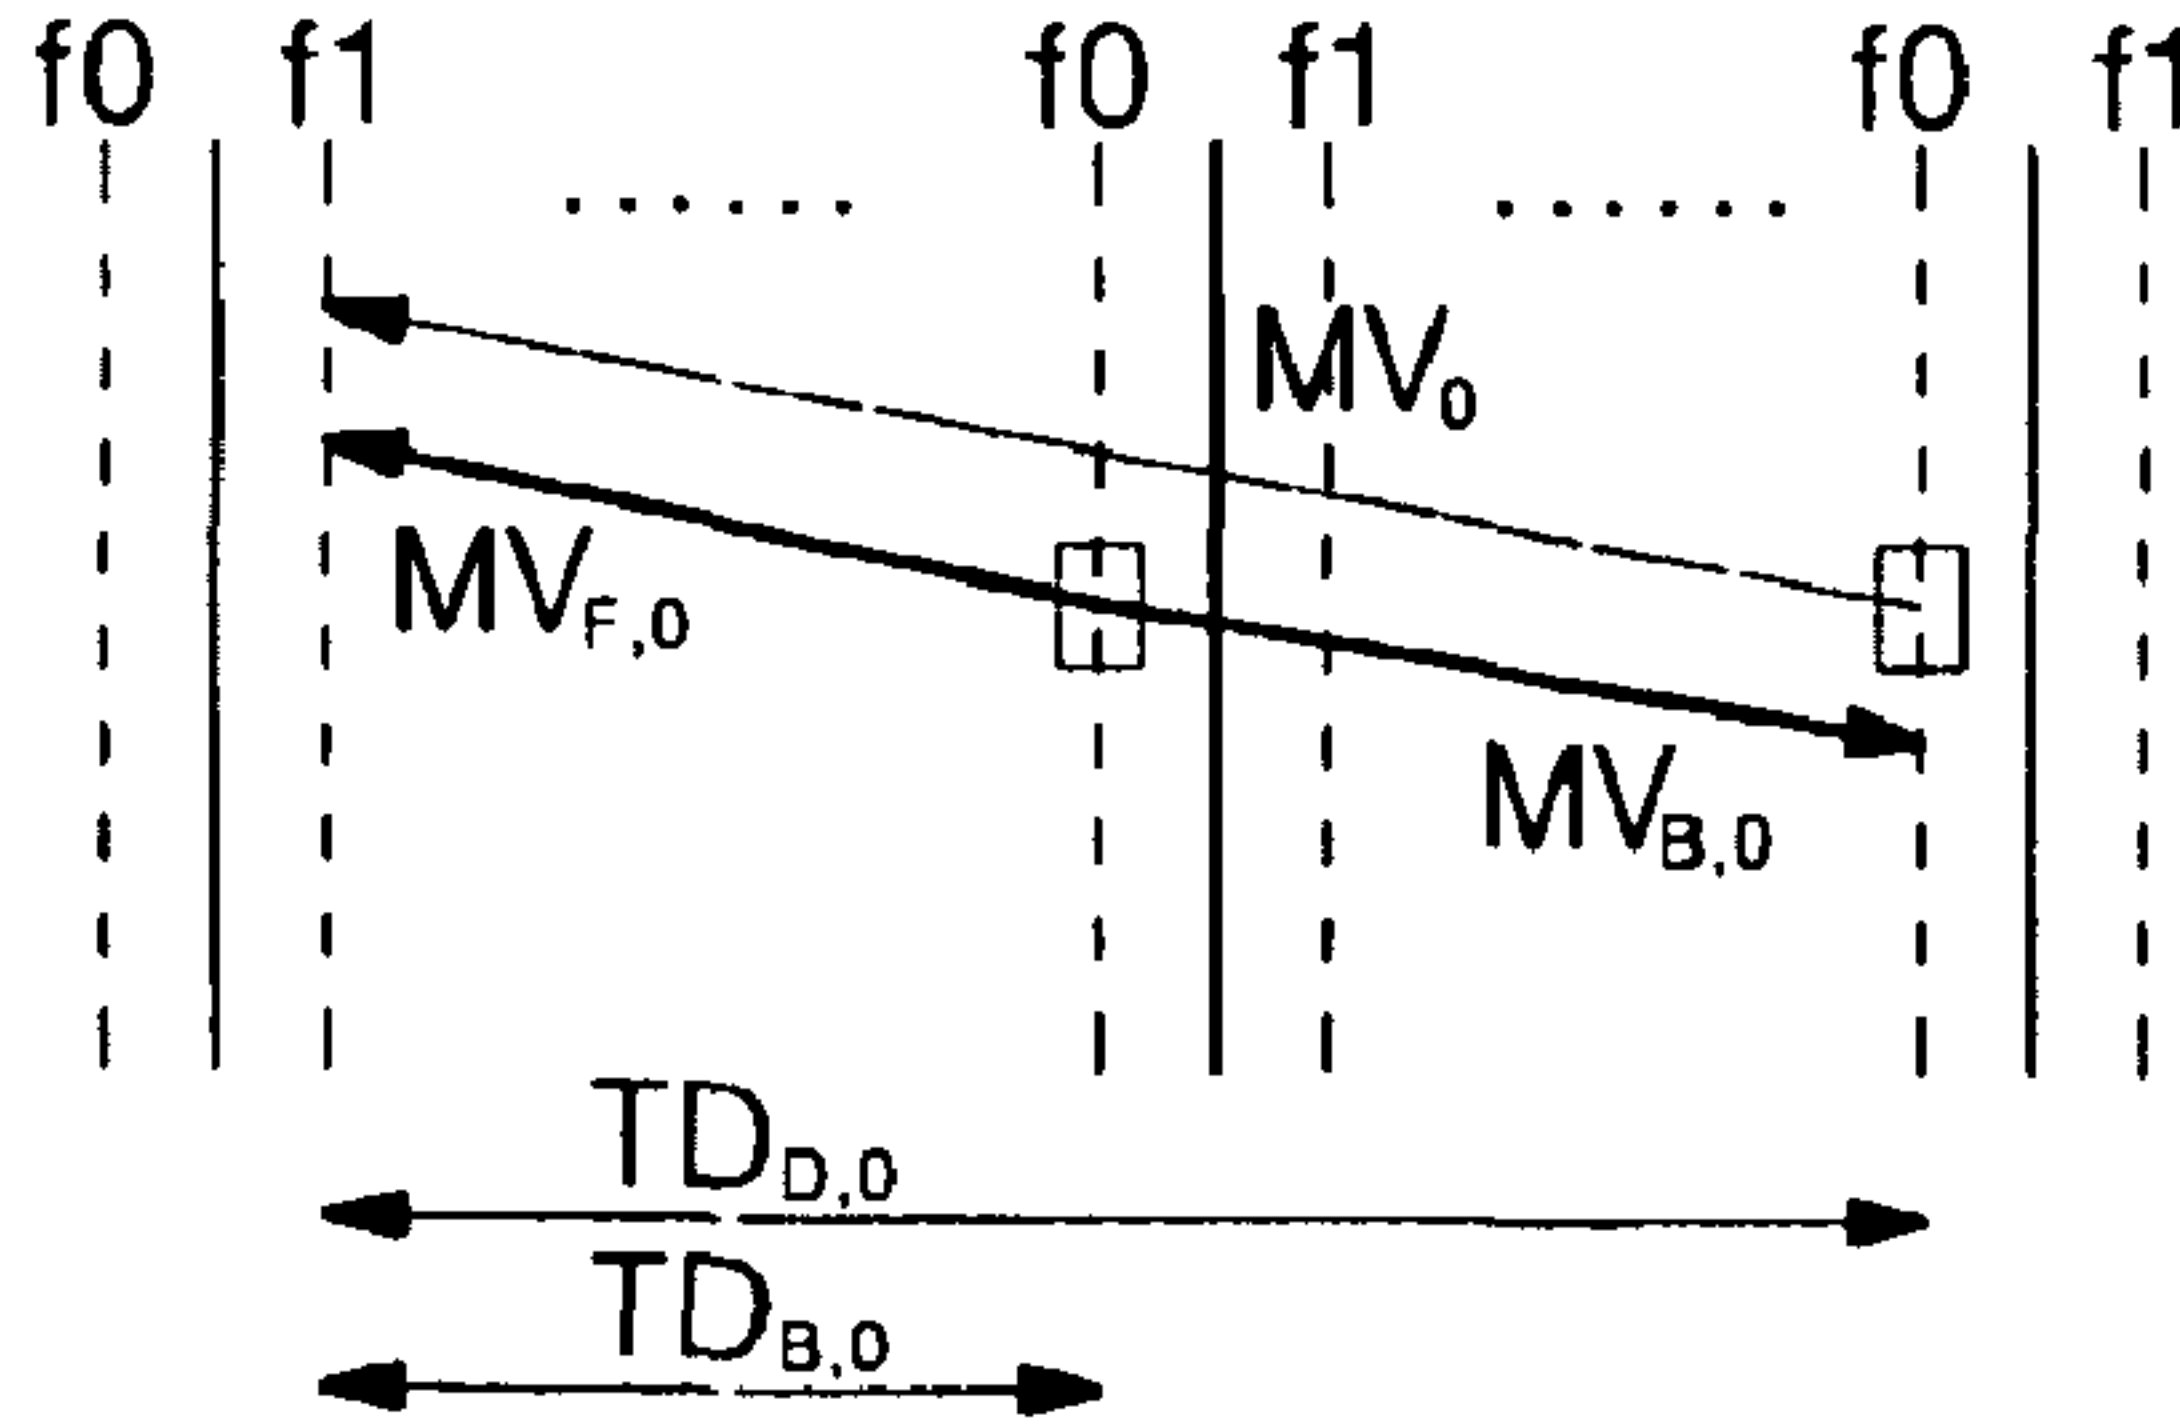 f0 f1 f0 f1 f0 f1
......
......
MV0
MVF,0
MVB,0
TDD,0
TDB,0